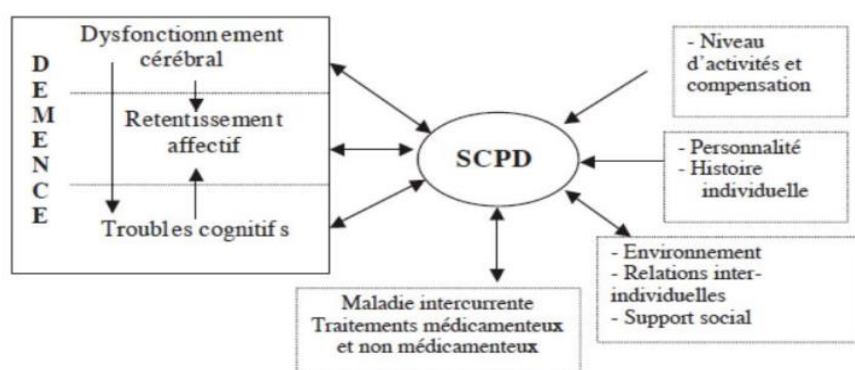 DEMENCE
Dysfonctionnement
cérébral
Retentissement
affectif
Troubles cognitifs
SCPD
- Niveau
d'activités et
compensation
- Personnalité
- Histoire
individuelle
- Environnement
- Relations inter-
individuelles
- Support social
Maladie intercurrente
Traitements médicamenteux
et non médicamenteux